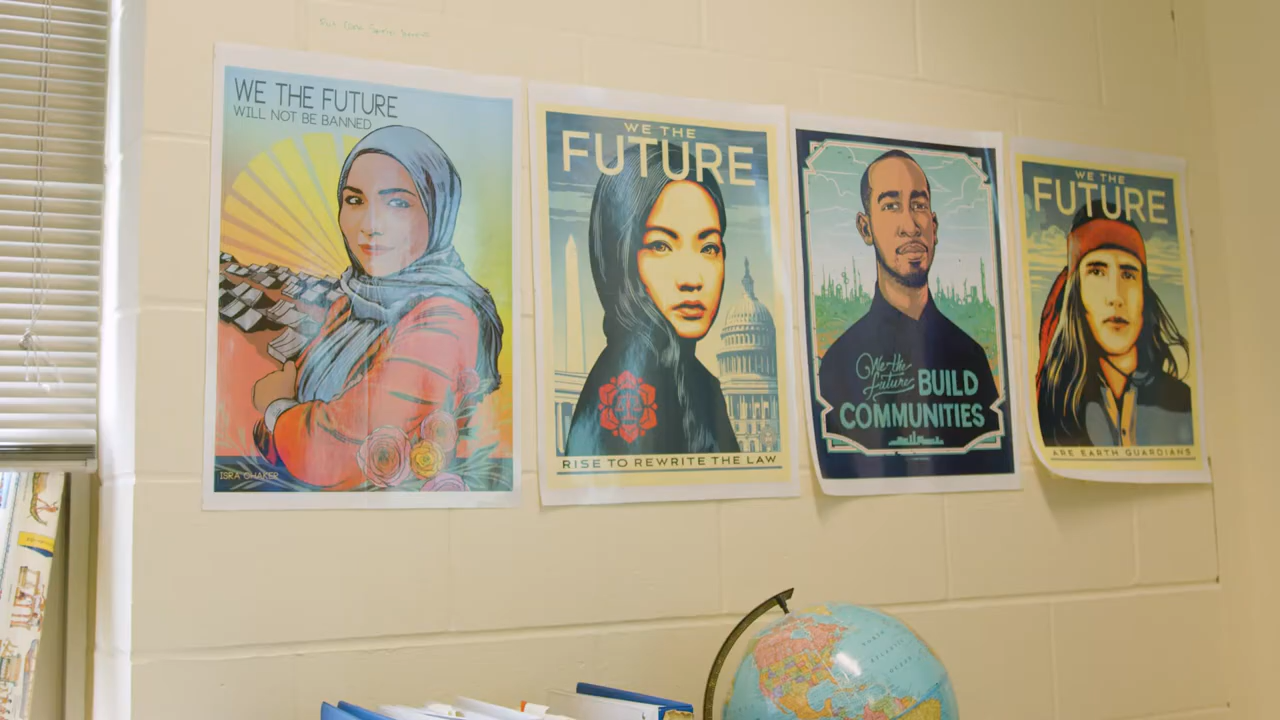 WE THE FUTURE
WILL NOT BE BANNED
ISRA CHAKER
WE THE
FUTURE
RISE TO REWRITE THE LAW
We the
future BUILD
COMMUNITIES
WE THE
FUTURE
ARE EARTH GUARDIANS